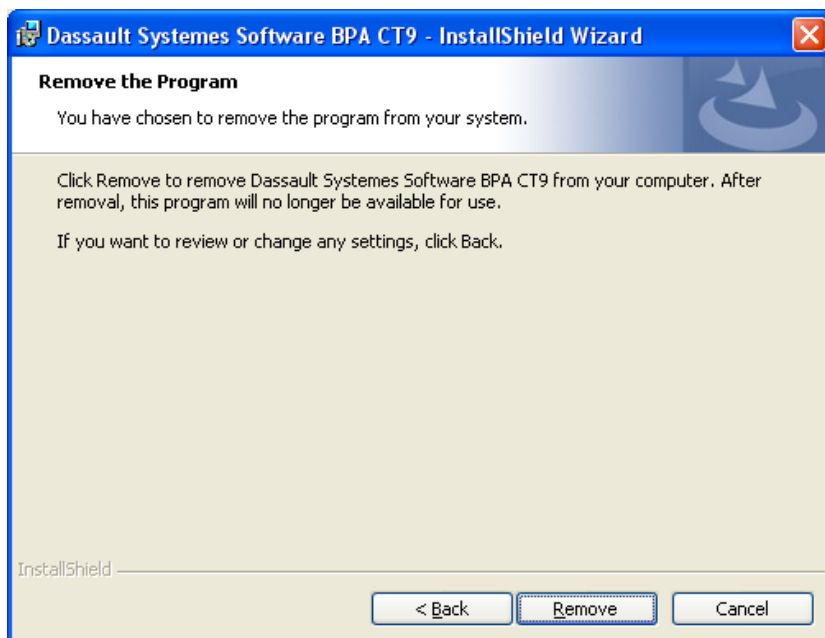 Dassault Systemes Software BPA CT9 - InstallShield Wizard
Remove the Program
You have chosen to remove the program from your system.
Click Remove to remove Dassault Systemes Software BPA CT9 from your computer. After
removal, this program will no longer be available for use.
If you want to review or change any settings, click Back.
InstallShield
< Back
Remove
Cancel